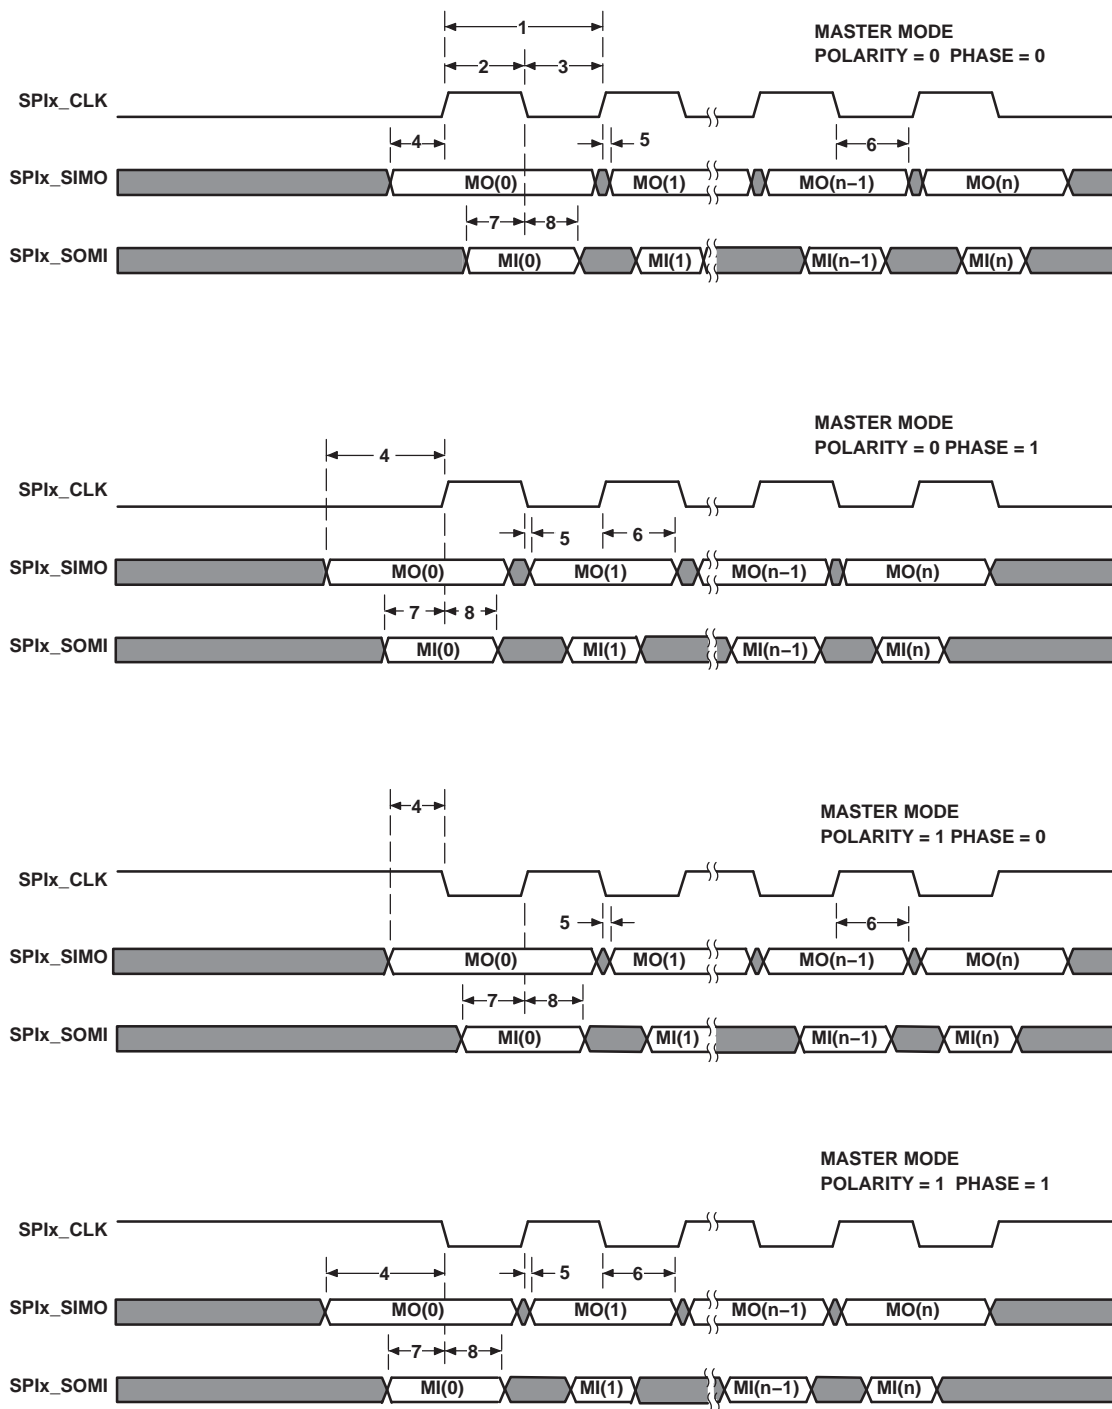 1
MASTER MODE
POLARITY = 0 PHASE = 0
2 3
SPIx_CLK
4 5 6
SPIx_SIMO MO(0) MO(1) MO(n−1) MO(n)
7 8
SPIx_SOMI MI(0) MI(1) MI(n−1) MI(n)
MASTER MODE
POLARITY = 0 PHASE = 1
4
SPIx_CLK
5 6
SPIx_SIMO MO(0) MO(1) MO(n−1) MO(n)
7 8
SPIx_SOMI MI(0) MI(1) MI(n−1) MI(n)
4
MASTER MODE
POLARITY = 1 PHASE = 0
SPIx_CLK
5 6
SPIx_SIMO MO(0) MO(1) MO(n−1) MO(n)
7 8
SPIx_SOMI MI(0) MI(1) MI(n−1) MI(n)
MASTER MODE
POLARITY = 1 PHASE = 1
SPIx_CLK
4 5 6
SPIx_SIMO MO(0) MO(1) MO(n−1) MO(n)
7 8
SPIx_SOMI MI(0) MI(1) MI(n−1) MI(n)